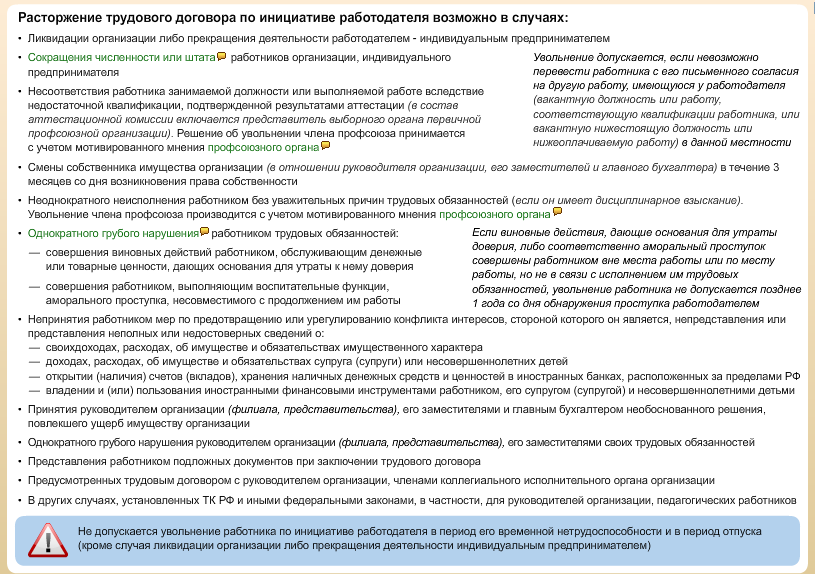 Расторжение трудового договора по инициативе работодателя возможно в случаях:
• Ликвидации организации либо прекращения деятельности работодателем - индивидуальным предпринимателем
• Сокращения численности или штата работников организации, индивидуального
предпринимателя
Увольнение допускается, если невозможно
перевести работника с его письменного согласия
на другую работу, имеющуюся у работодателя
(вакантную должность или работу,
соответствующую квалификации работника, или
вакантную нижестоящую должность или
нижеоплачиваемую работу) в данной местности
• Несоответствия работника занимаемой должности или выполняемой работе вследствие
недостаточной квалификации, подтвержденной результатами аттестации (в состав
аттестационной комиссии включается представитель выборного органа первичной
профсоюзной организации). Решение об увольнении члена профсоюза принимается
с учетом мотивированного мнения профсоюзного органа
• Смены собственника имущества организации (в отношении руководителя организации, его заместителей и главного бухгалтера) в течение 3
месяцев со дня возникновения права собственности
• Неоднократного неисполнения работником без уважительных причин трудовых обязанностей (если он имеет дисциплинарное взыскание).
Увольнение члена профсоюза производится с учетом мотивированного мнения профсоюзного органа
• Однократного грубого нарушения работником трудовых обязанностей:
— совершения виновных действий работником, обслуживающим денежные
или товарные ценности, дающих основания для утраты к нему доверия
— совершения работником, выполняющим воспитательные функции,
аморального проступка, несовместимого с продолжением им работы
Если виновные действия, дающие основания для утраты
доверия, либо соответственно аморальный проступок
совершены работником вне места работы или по месту
работы, но не в связи с исполнением им трудовых
обязанностей, увольнение работника не допускается позднее
1 года со дня обнаружения проступка работодателем
• Непринятия работником мер по предотвращению или урегулированию конфликта интересов, стороной которого он является, непредставления или
представления неполных или недостоверных сведений о:
— своихдоходах, расходах, об имуществе и обязательствах имущественного характера
— доходах, расходах, об имуществе и обязательствах супруга (супруги) или несовершеннолетних детей
— открытии (наличия) счетов (вкладов), хранения наличных денежных средств и ценностей в иностранных банках, расположенных за пределами РФ
— владении и (или) пользования иностранными финансовыми инструментами работником, его супругом (супругой) и несовершеннолетними детьми
• Принятия руководителем организации (филиала, представительства), его заместителями и главным бухгалтером необоснованного решения,
повлекшего ущерб имуществу организации
• Однократного грубого нарушения руководителем организации (филиала, представительства), его заместителями своих трудовых обязанностей
• Представления работником подложных документов при заключении трудового договора
• Предусмотренных трудовым договором с руководителем организации, членами коллегиального исполнительного органа организации
• В других случаях, установленных ТК РФ и иными федеральными законами, в частности, для руководителей организации, педагогических работников
Не допускается увольнение работника по инициативе работодателя в период его временной нетрудоспособности и в период отпуска
(кроме случая ликвидации организации либо прекращения деятельности индивидуальным предпринимателем)